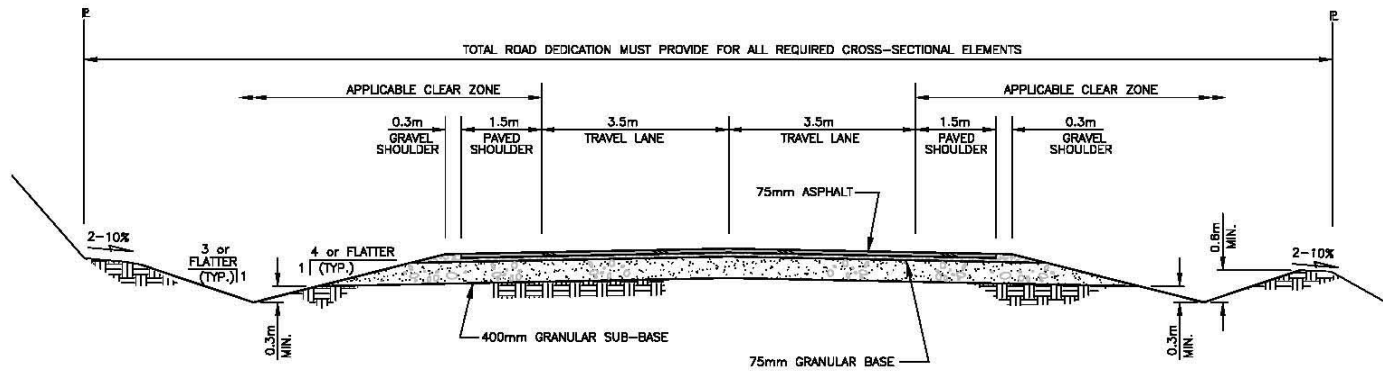 PL PL
TOTAL ROAD DEDICATION MUST PROVIDE FOR ALL REQUIRED CROSS-SECTIONAL ELEMENTS
APPLICABLE CLEAR ZONE APPLICABLE CLEAR ZONE
0.3m 1.5m 3.5m 3.5m 1.5m 0.3m
GRAVEL PAVED TRAVEL LANE TRAVEL LANE PAVED GRAVEL
SHOULDER SHOULDER SHOULDER SHOULDER
75mm ASPHALT
2-10% 3 or 4 or FLATTER 0.6m 2-10%
FLATTER 1 (TYP.) MIN.
(TYP.) 1
0.3m 0.3m
MIN. MIN.
400mm GRANULAR SUB-BASE
75mm GRANULAR BASE